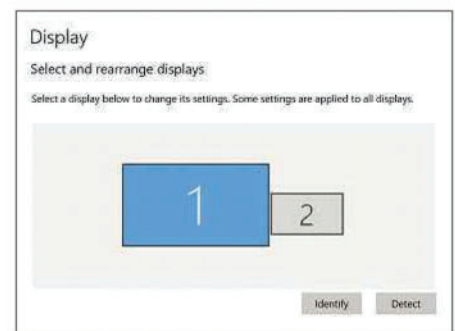 Display
Select and rearrange displays
Select a display below to change its settings. Some settings are applied to all displays.
1
2
Identify
Detect